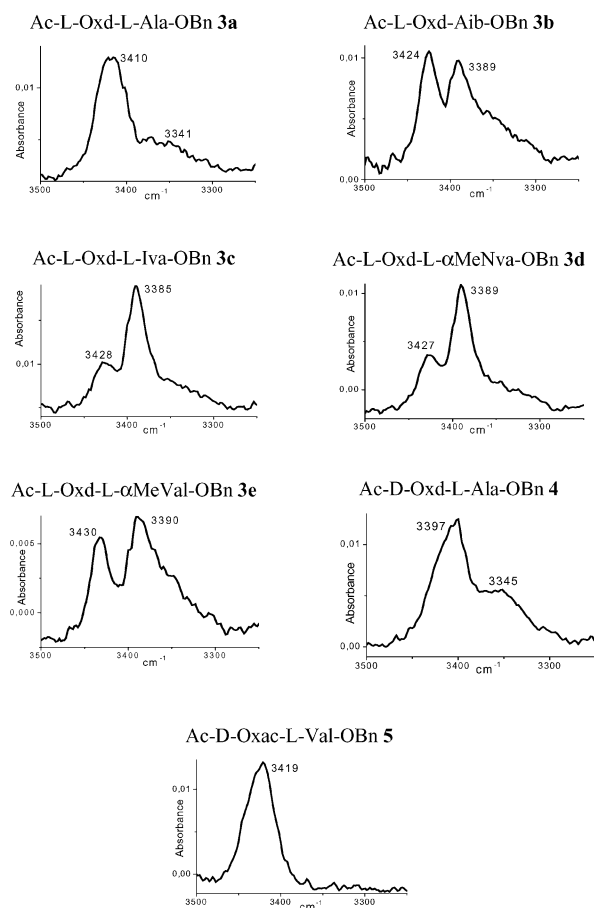 Ac-L-Oxd-L-Ala-OBn 3a
3410
0,01
3341
Absorbance
3500
3400
3300
cm-1
Ac-L-Oxd-Aib-OBn 3b
3424
3389
0,01
Absorbance
0,00
3500
3400
3300
cm-1
Ac-L-Oxd-L-Iva-OBn 3c
3385
3428
0,01
Absorbance
3500
3400
3300
cm-1
Ac-L-Oxd-L-αMeNva-OBn 3d
3389
0,01
3427
Absorbance
0,00
3500
3400
3300
cm-1
Ac-L-Oxd-L-αMeVal-OBn 3e
3430
3390
0,005
Absorbance
0,000
3500
3400
3300
cm-1
Ac-D-Oxd-L-Ala-OBn 4
3397
0,01
3345
Absorbance
0,00
3500
3400
3300
cm-1
Ac-D-Oxac-L-Val-OBn 5
3419
0,01
Absorbance
0,00
3500
3400
3300
cm-1